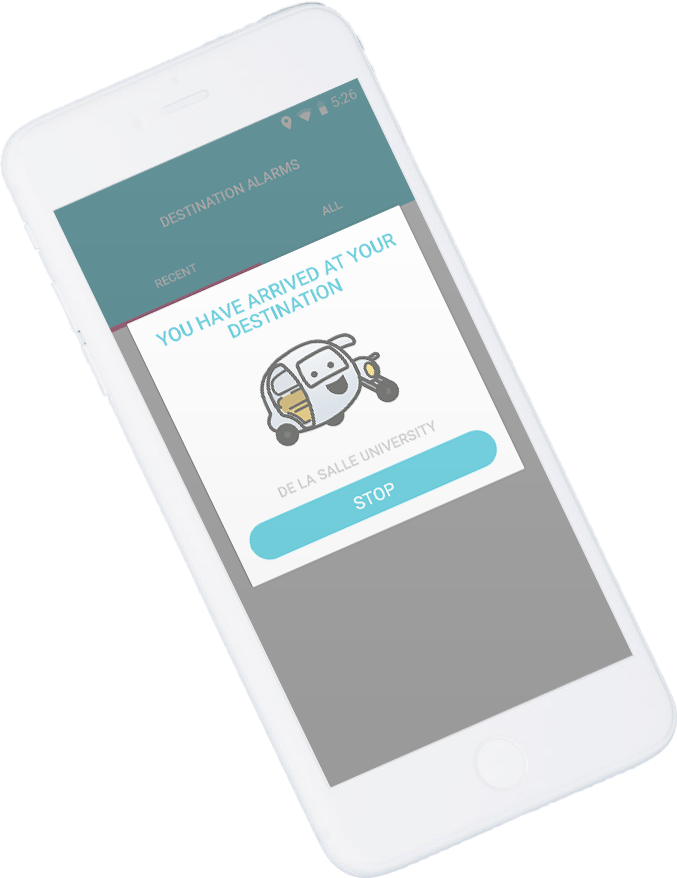 5:26
DESTINATION ALARMS
RECENT
ALL
YOU HAVE ARRIVED AT YOUR
DESTINATION
DE LA SALLE UNIVERSITY
STOP